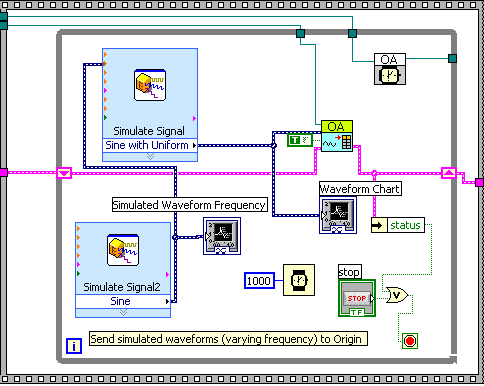 OA
Simulate Signal
Sine with Uniform
OA
T
Waveform Chart
Simulated Waveform Frequency
status
Simulate Signal2
Sine
1000
stop
STOP
TF
V
i
Send simulated waveforms (varying frequency) to Origin